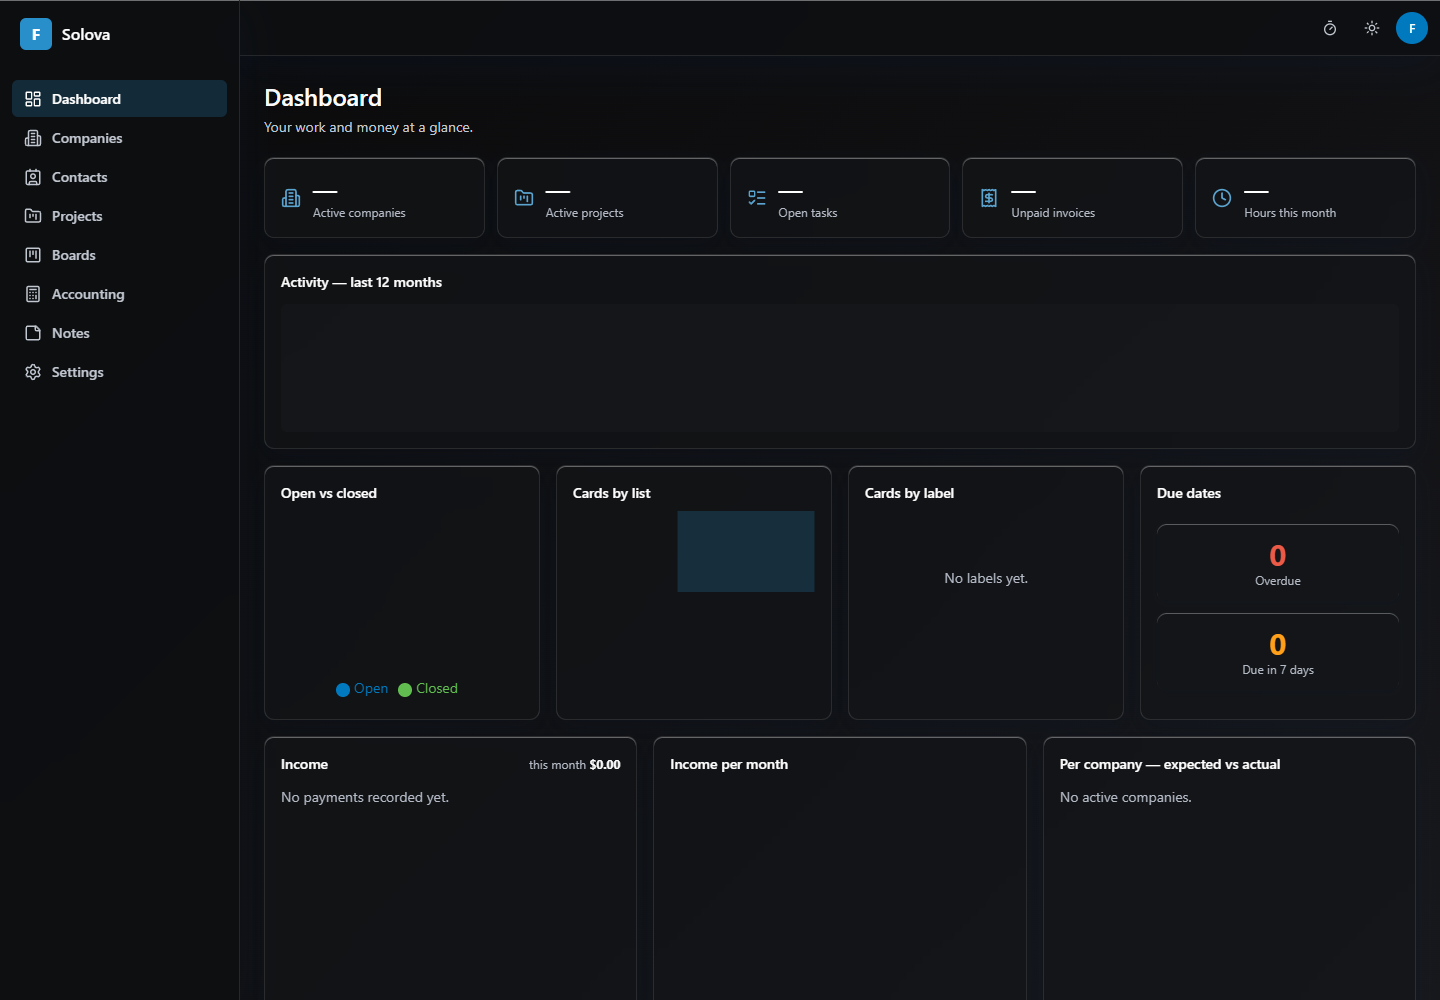 F
Solova
F
Dashboard
Companies
Contacts
Projects
Boards
Accounting
Notes
Settings
Dashboard
Your work and money at a glance.
—
Active companies
—
Active projects
—
Open tasks
—
Unpaid invoices
—
Hours this month
Activity — last 12 months
Open vs closed
Open
Closed
Cards by list
Cards by label
No labels yet.
Due dates
0
Overdue
0
Due in 7 days
Income
this month $0.00
No payments recorded yet.
Income per month
Per company — expected vs actual
No active companies.